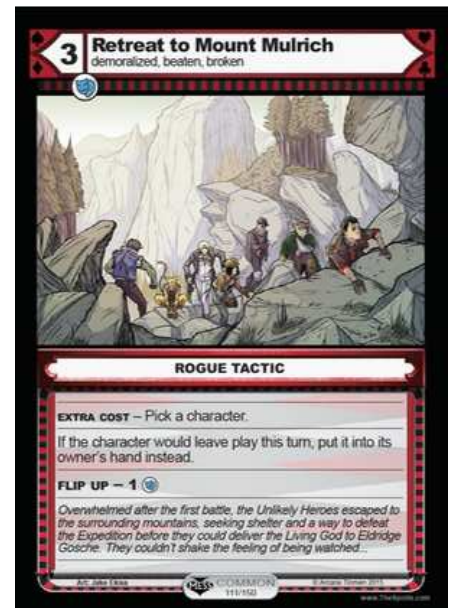 3
Retreat to Mount Mulrich
demoralized, beaten, broken
ROGUE TACTIC
EXTRA COST – Pick a character.
If the character would leave play this turn, put it into its
owner's hand instead.
FLIP UP – 1
Overwhelmed after the first battle, the Unlikely Heroes escaped to
the surrounding mountains, seeking shelter and a way to defeat
the Expedition before they could deliver the Living God to Eldridge
Gosche. They couldn't shake the feeling of being watched...
Art: Jake Ekiss
MESS
COMMON
111/150